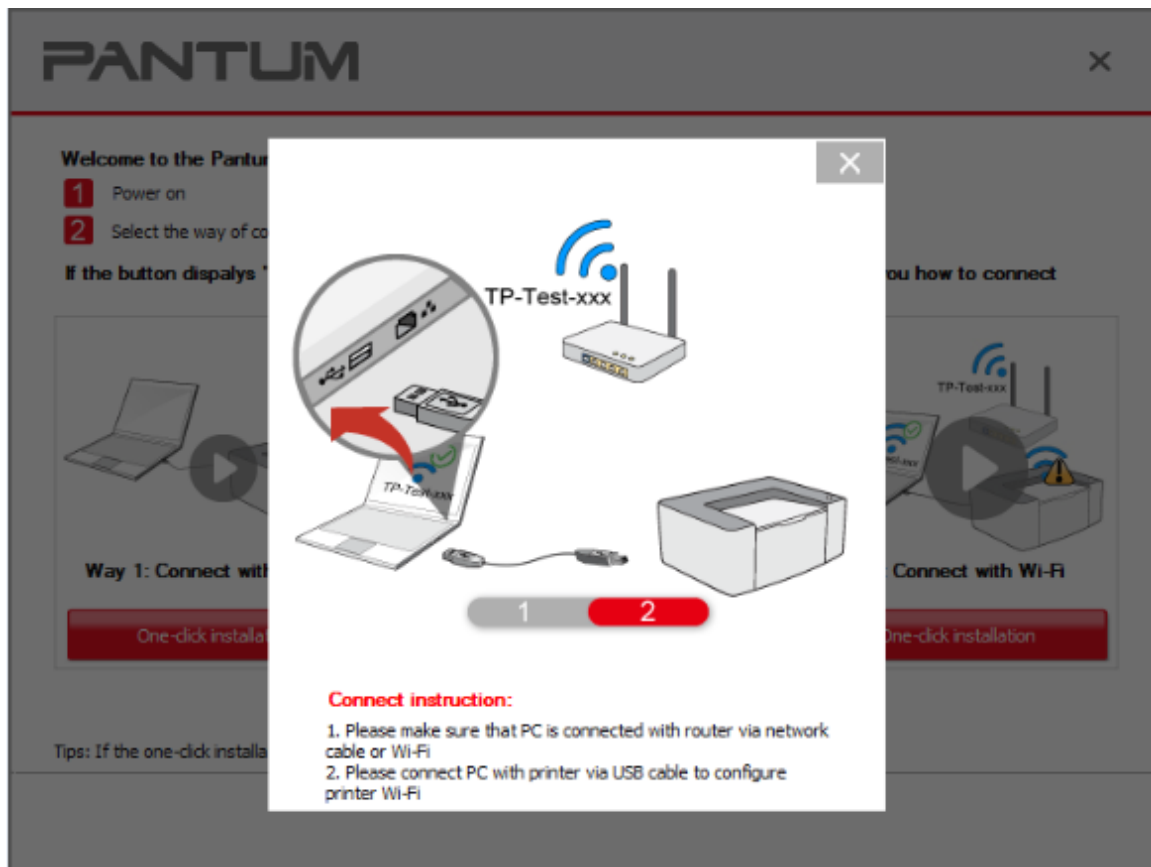 PANTUM
Welcome to the Pantum
1 Power on
2 Select the way of co
If the button dispalys
ou how to connect
TP-Test-xxx
TP-Test-xxx
TP-Test-xxx
Way 1: Connect with
Connect with Wi-Fi
One-click installat
One-click installation
1 2
Connect instruction:
1. Please make sure that PC is connected with router via network
cable or Wi-Fi
2. Please connect PC with printer via USB cable to configure
printer Wi-Fi
Tips: If the one-click installa